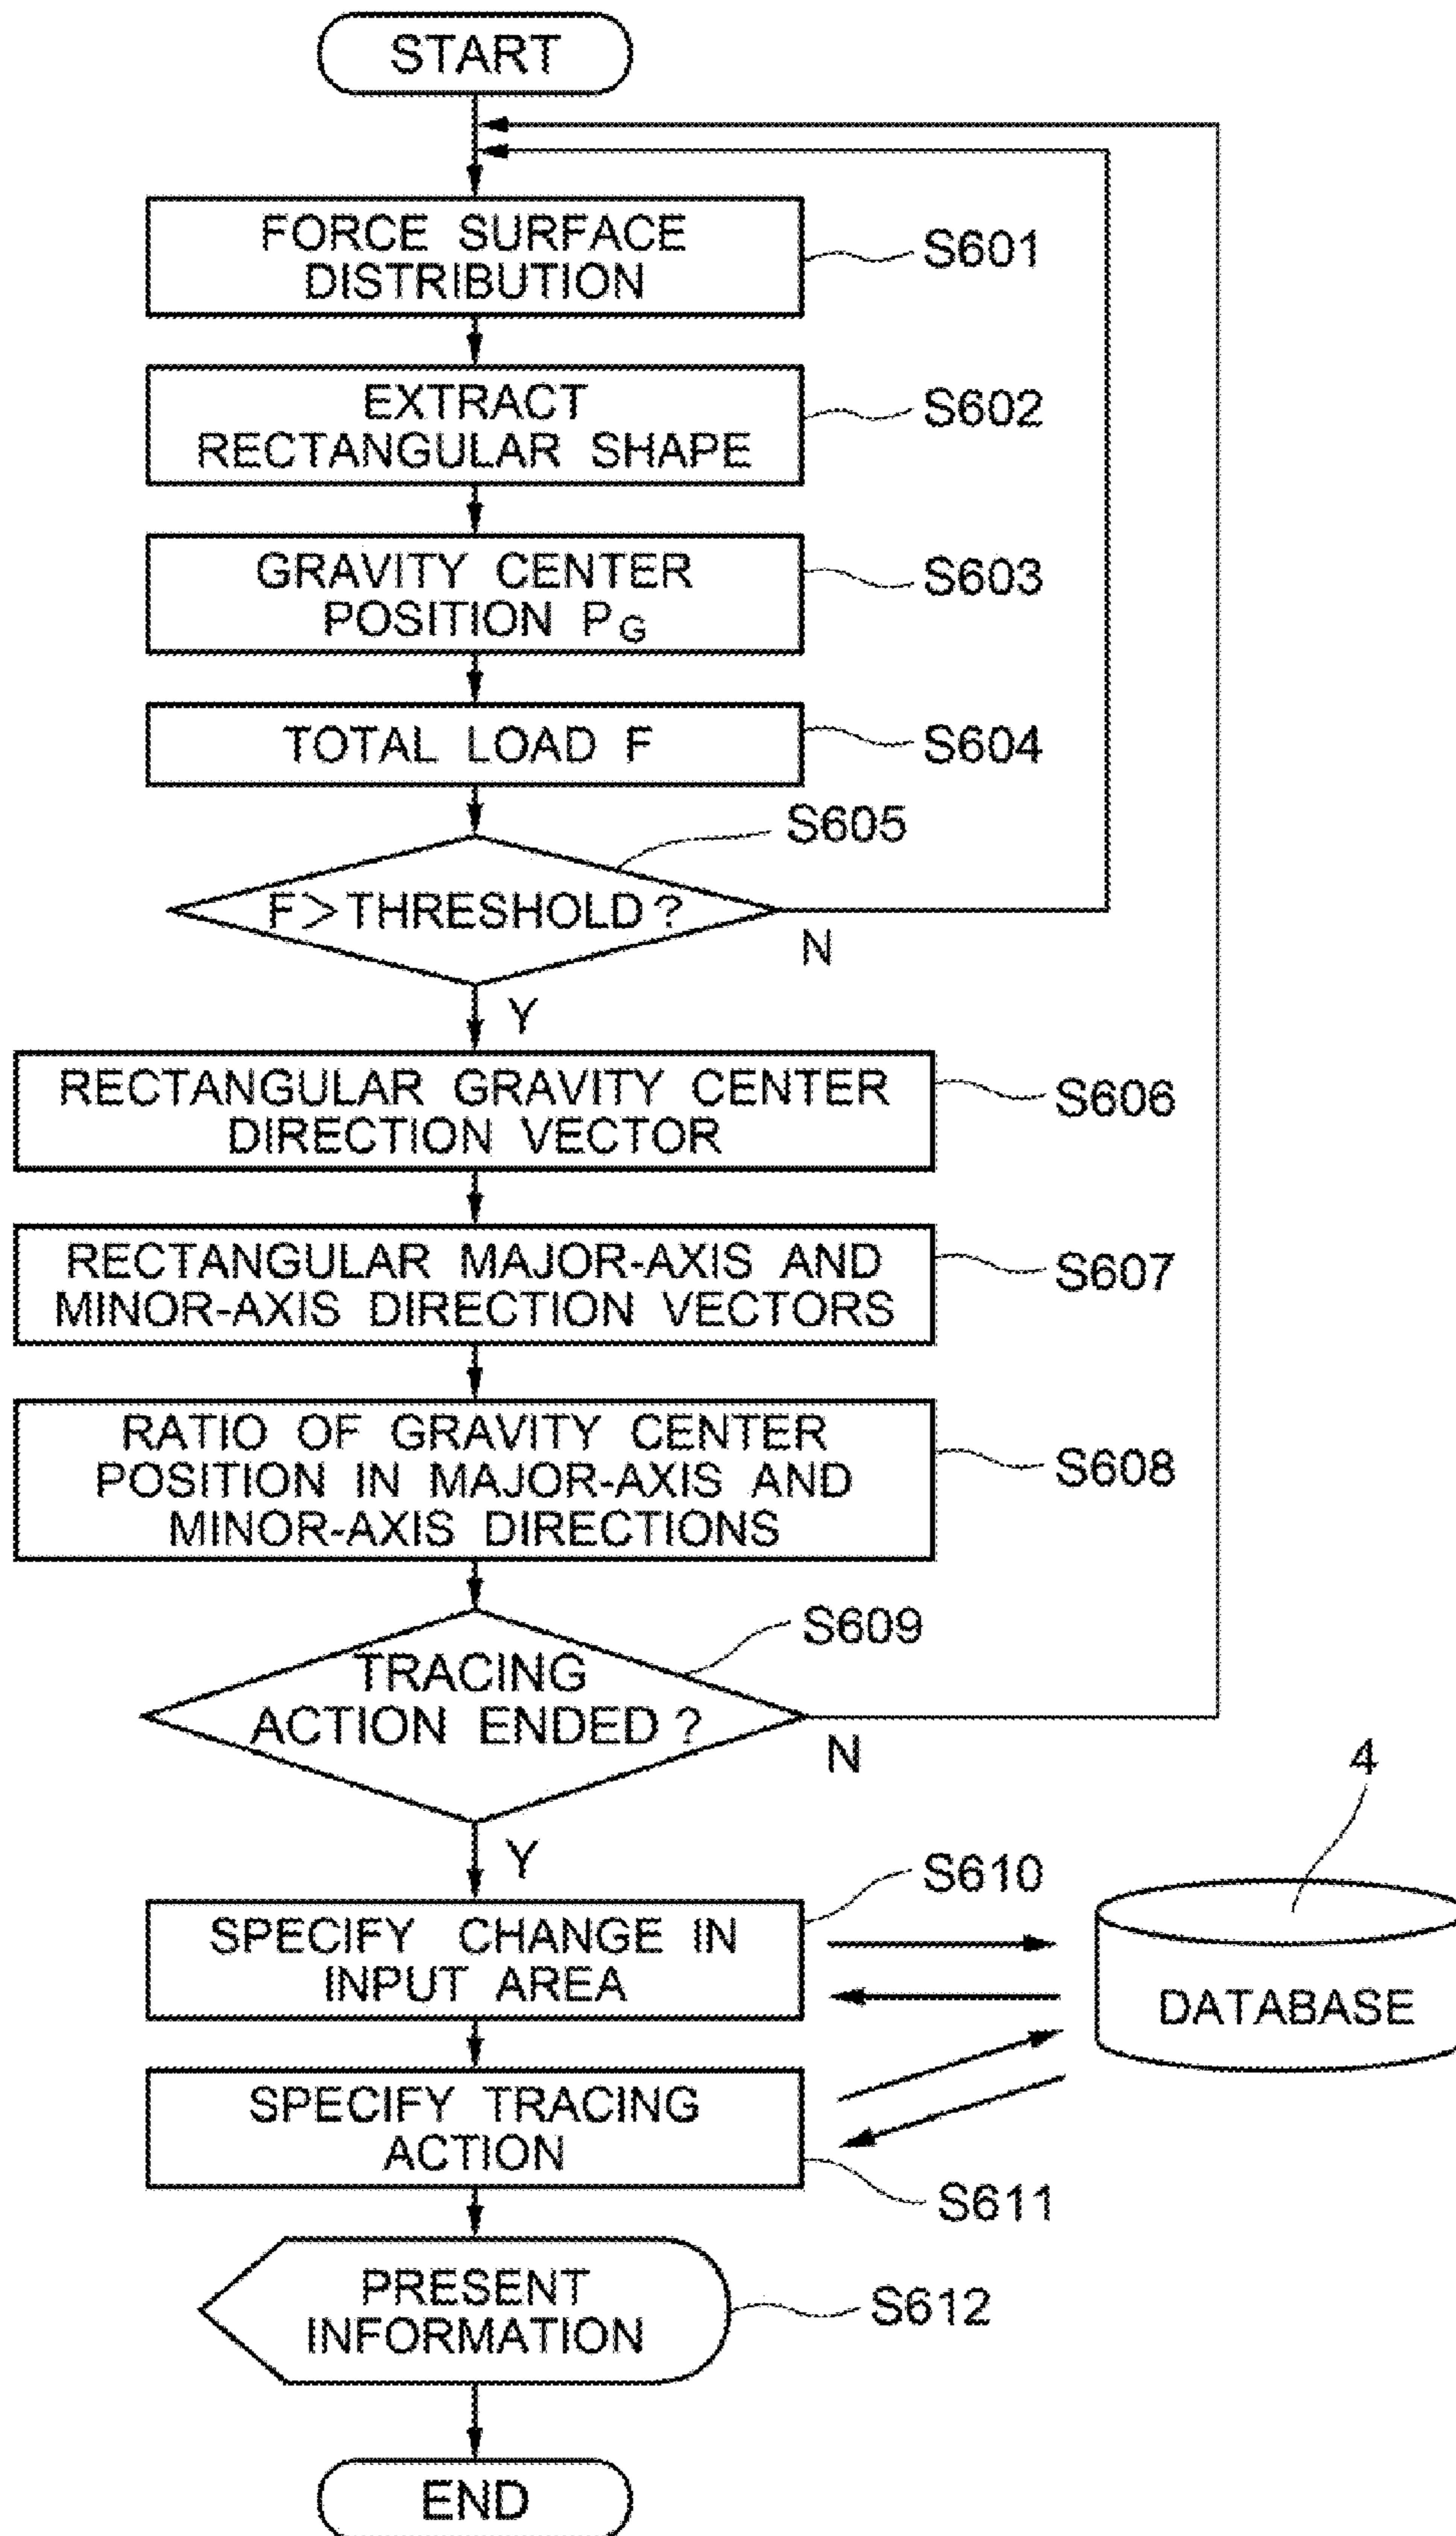 START
FORCE SURFACE
DISTRIBUTION
S601
EXTRACT
RECTANGULAR SHAPE
S602
GRAVITY CENTER
POSITION PG
S603
TOTAL LOAD F
S604
S605
F>THRESHOLD?
N
Y
RECTANGULAR GRAVITY CENTER
DIRECTION VECTOR
S606
RECTANGULAR MAJOR-AXIS AND
MINOR-AXIS DIRECTION VECTORS
S607
RATIO OF GRAVITY CENTER
POSITION IN MAJOR-AXIS AND
MINOR-AXIS DIRECTIONS
S608
S609
TRACING
ACTION ENDED?
N
Y
4
S610
SPECIFY CHANGE IN
INPUT AREA
DATABASE
SPECIFY TRACING
ACTION
S611
PRESENT
INFORMATION
S612
END